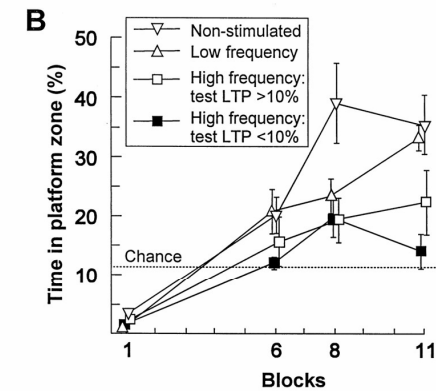 B
Non-stimulated
Low frequency
High frequency:
test LTP >10%
High frequency:
test LTP <10%
Time in platform zone (%)
50
40
30
20
10
Chance
1
6
8
11
Blocks